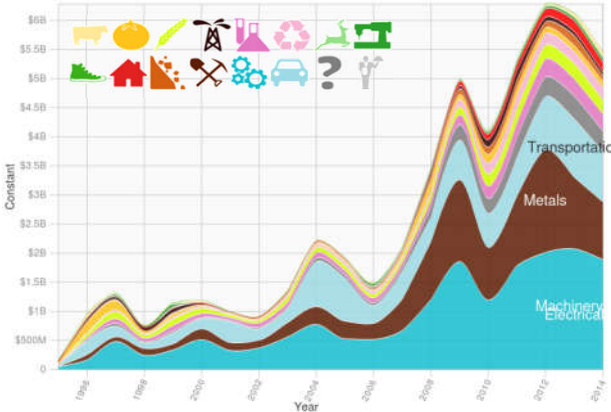 $6B
$5.5B
$5B
$4.5B
$4B
$3.5B
$3B
$2.5B
$2B
$1.5B
$1B
$500M
0
Constant
?
Transportatio
Metals
Machinery
Electrical
1996
1998
2000
2002
2004
2006
2008
2010
2012
2014
Year